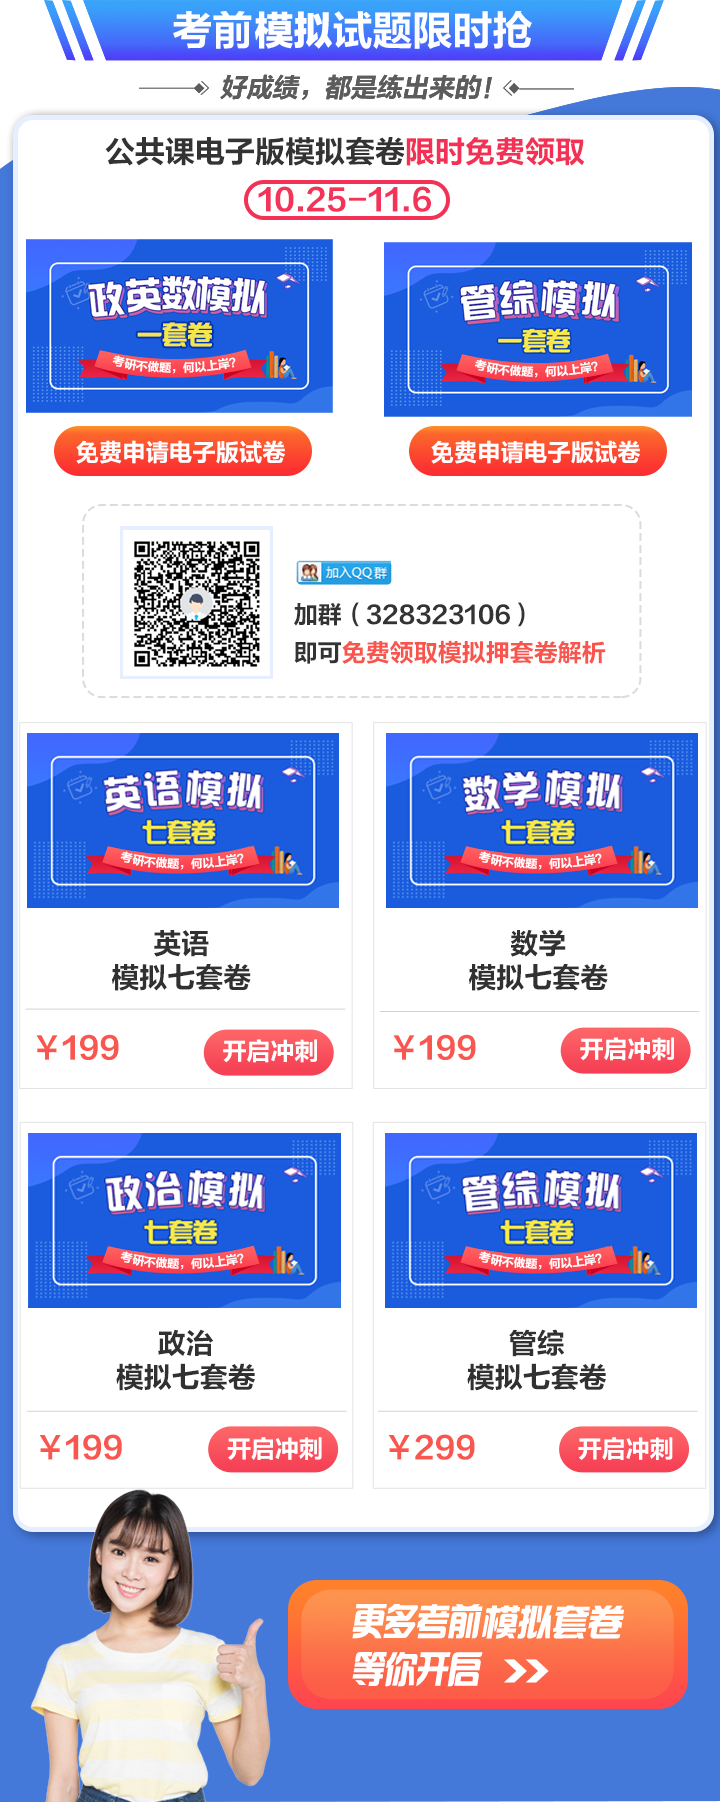 考前模拟试题限时抢
好成绩，都是练出来的！
公共课电子版模拟套卷限时免费领取
10.25-11.6
政英数模拟
一套卷
考研不做题，何以上岸？
管综模拟
一套卷
考研不做题，何以上岸？
免费申请电子版试卷
免费申请电子版试卷
加入QQ群
加群（328323106）
即可免费领取模拟押套卷解析
英语模拟
七套卷
考研不做题，何以上岸？
数学模拟
七套卷
考研不做题，何以上岸？
英语
模拟七套卷
数学
模拟七套卷
￥199
开启冲刺
￥199
开启冲刺
政治模拟
七套卷
考研不做题，何以上岸？
管综模拟
七套卷
考研不做题，何以上岸？
政治
模拟七套卷
管综
模拟七套卷
￥199
开启冲刺
￥299
开启冲刺
更多考前模拟套卷
等你开启